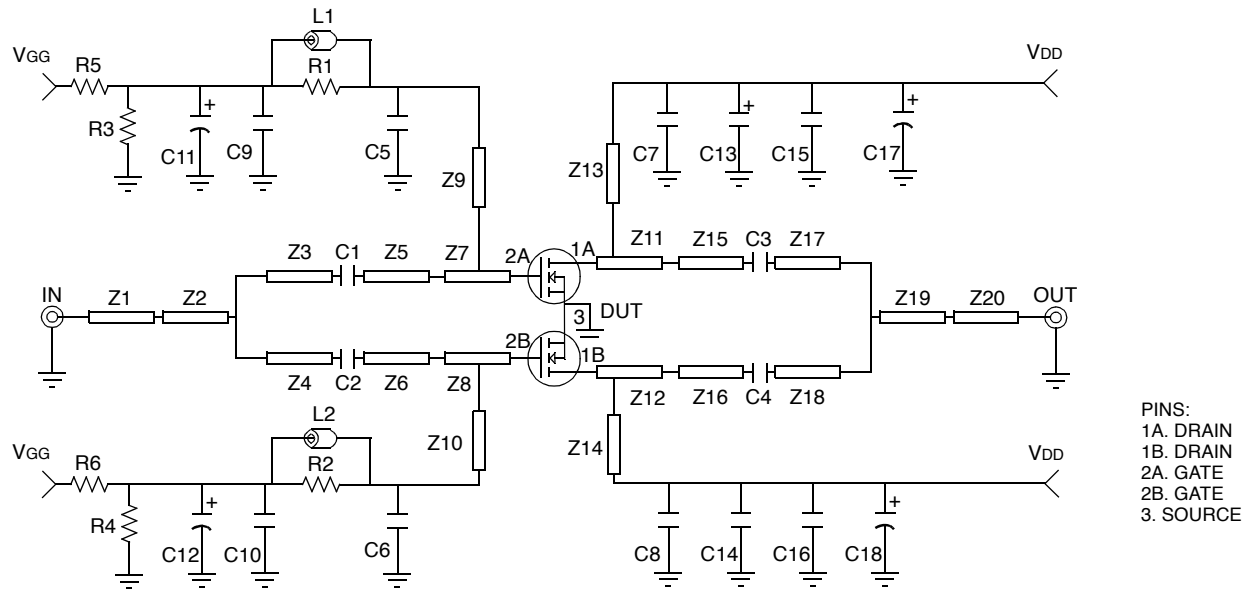 L1
VGG
R5
R1
VDD
R3
+
C11
C9
C5
Z9
Z13
C7
+
C13
C15
+
C17
Z3
C1
Z5
Z7
2A
1A
Z11
Z15
C3
Z17
IN
Z1
Z2
3
DUT
Z19
Z20
OUT
2B
1B
Z4
C2
Z6
Z8
Z12
Z16
C4
Z18
L2
VGG
R6
R2
Z10
Z14
VDD
R4
+
C12
C10
C6
C8
C14
C16
+
C18
PINS:
1A. DRAIN
1B. DRAIN
2A. GATE
2B. GATE
3. SOURCE